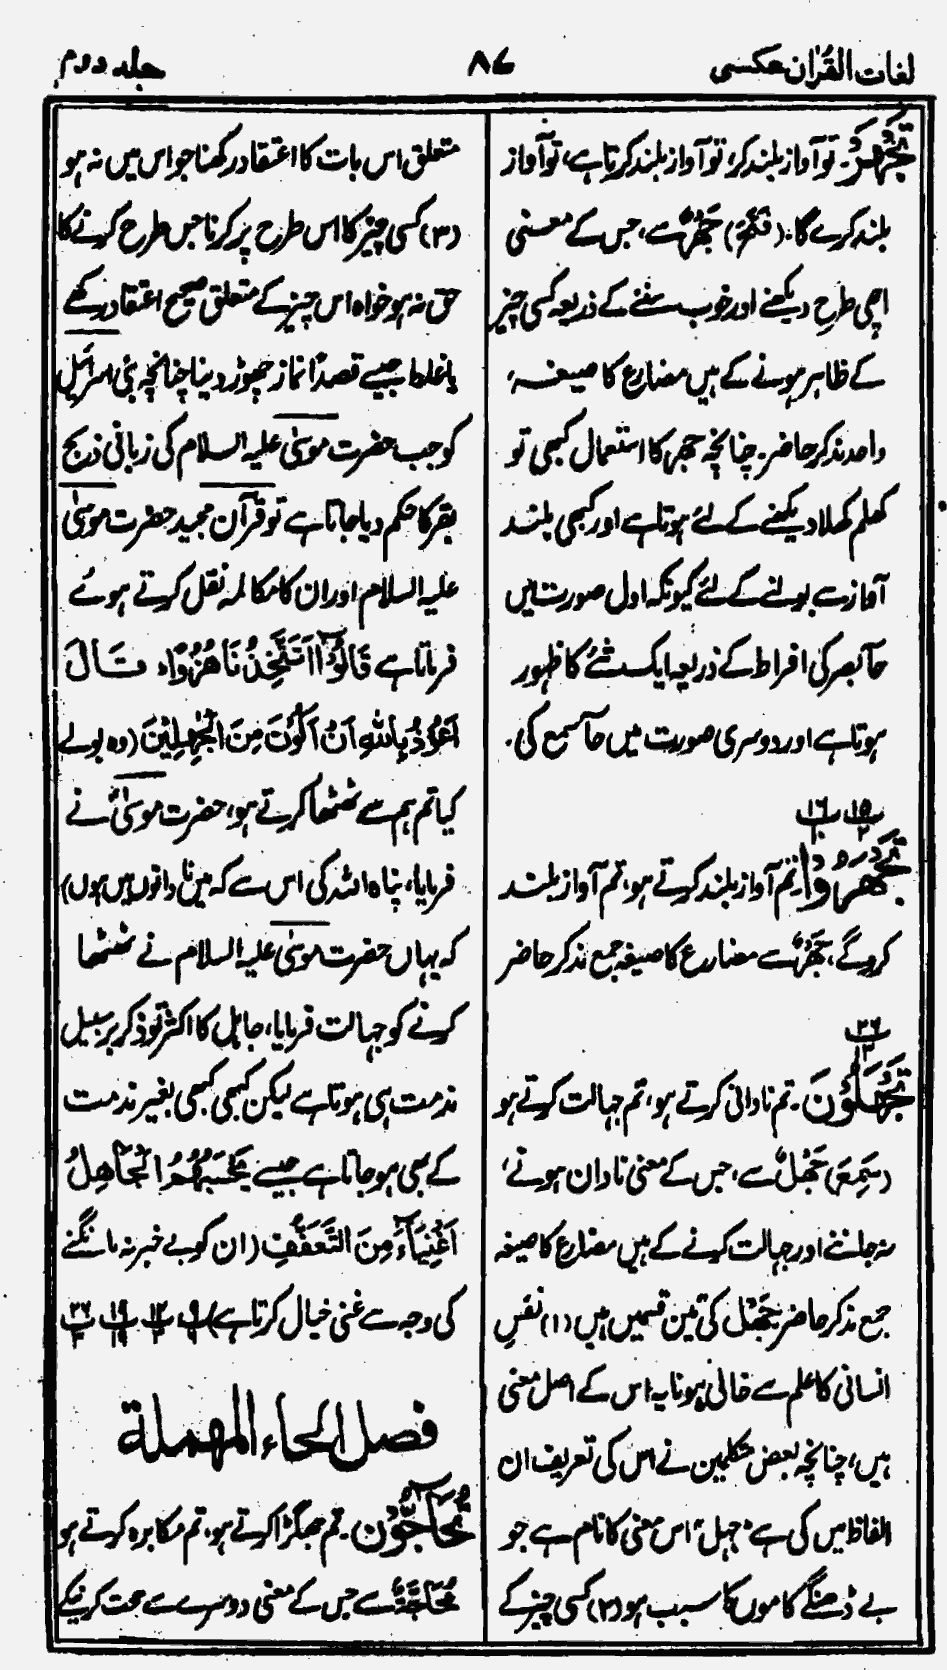 لغات القرآن عکسی
۸۶
جلد دوم
تَجْهَرْ۔ تو آواز بلند کر، تو آواز بلند کرتا ہے، تو آواز
بلند کرے گا۔ (فَتَحَ) جَهْرٌ سے، جس کے معنی
اچھی طرح دیکھنے اور خوب سننے کے ذریعہ کسی چیز
کے ظاہر ہونے کے ہیں مضارع کا صیغہ،
واحد مذکر حاضر۔ چنانچہ جہر کا استعمال کبھی تو
کھلم کھلا دیکھنے کے لئے ہوتا ہے اور کبھی بلند
آواز سے بولنے کے لئے کیونکہ اول صورت میں
حاسّہ بصر کی افراط کے ذریعہ ایک شے کا ظہور
ہوتا ہے اور دوسری صورت میں حاسّہ سمع کی۔
۱۵ پ ۱۶ پ
تَجْهَرُوْا۔ تم آواز بلند کرتے ہو، تم آواز بلند
کروگے، جَهْرٌ سے مضارع کا صیغہ جمع مذکر حاضر
۲۶ پ
تَجْهَلُوْنَ۔ تم نادانی کرتے ہو، تم جہالت کرتے ہو
(سَمِعَ) جَهْلٌ سے، جس کے معنی نادان ہونے،
نہ جاننے اور جہالت کرنے کے ہیں مضارع کا صیغہ
جمع مذکر حاضر جَهْل کی تین قسمیں ہیں (۱) نفسِ
انسانی کا علم سے خالی ہونا یہ اس کے اصل معنی
ہیں، چنانچہ بعض متکلمین نے اس کی تعریف ان
الفاظ میں کی ہے "جہل" اس معنی کا نام ہے جو
بے ڈھنگے کاموں کا سبب ہو (۲) کسی چیز کے
متعلق اس بات کا اعتقاد رکھنا جو اس میں نہ ہو
(۳) کسی چیز کا اس طرح پر کرنا جس طرح کرنے کا
حق نہ ہو خواہ اس چیز کے متعلق صحیح اعتقاد رکھے
یا غلط جیسے قصداً نماز چھوڑ دینا چنانچہ بنی اسرائیل
کو جب حضرت موسیٰ علیہ السلام کی زبانی ذبح
بقر کا حکم دیا جاتا ہے تو قرآن مجید حضرت موسیٰ
علیہ السلام اور ان کا مکالمہ نقل کرتے ہوئے
فرماتا ہے قَالُوْٓا اَتَتَّخِذُنَا هُزُوًا، قَالَ
اَعُوْذُ بِاللّٰهِ اَنْ اَكُوْنَ مِنَ الْجٰهِلِيْنَ (وہ بولے
کیا تم ہم سے ٹھٹھا کرتے ہو، حضرت موسیٰؑ نے
فرمایا، پناہ اللہ کی اس سے کہ میں نادانوں میں ہوں)
کہ یہاں حضرت موسیٰ علیہ السلام نے ٹھٹھا
کرنے کو جہالت فرمایا، جاہل کا اکثر تو ذکر بر سبیل
مذمت ہی ہوتا ہے لیکن کبھی کبھی بغیر مذمت
کے بھی ہو جاتا ہے جیسے يَحْسَبُهُمُ الْجَاهِلُ
اَغْنِيَآءَ مِنَ التَّعَفُّفِ (ان کو بے خبر نہ مانگنے
کی وجہ سے غنی خیال کرتا ہے) ۹ پ ۱۲ پ ۱۹ پ ۲۶ پ
فصل الحاء المهملة
تُحَآجُّوْنَ۔ تم جھگڑا کرتے ہو، تم مکابرہ کرتے ہو
مُحَاجَّةٌ سے جس کے معنی دوسرے سے حجت کرنیکے